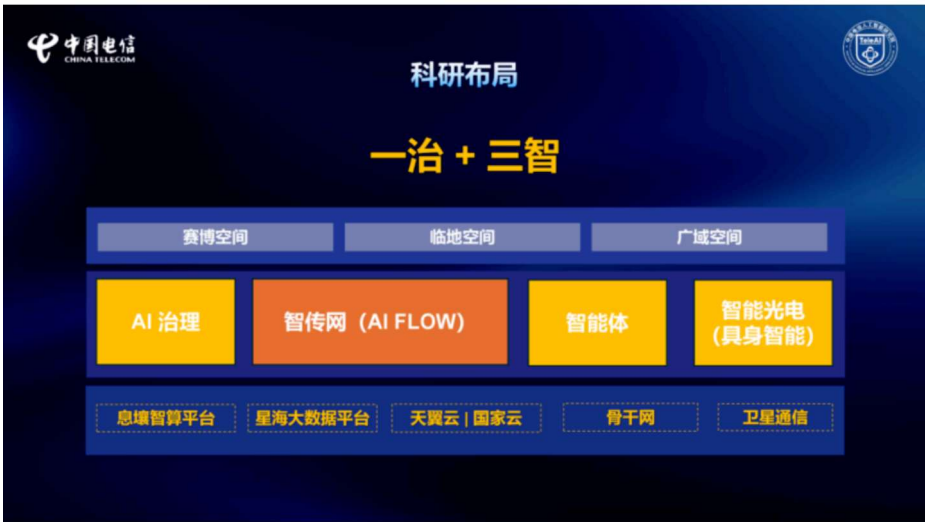 中国电信
CHINA TELECOM
TeleAI
科研布局
一治 + 三智
赛博空间
临地空间
广域空间
AI 治理
智传网（AI FLOW）
智能体
智能光电
(具身智能)
息壤智算平台
星海大数据平台
天翼云 | 国家云
骨干网
卫星通信